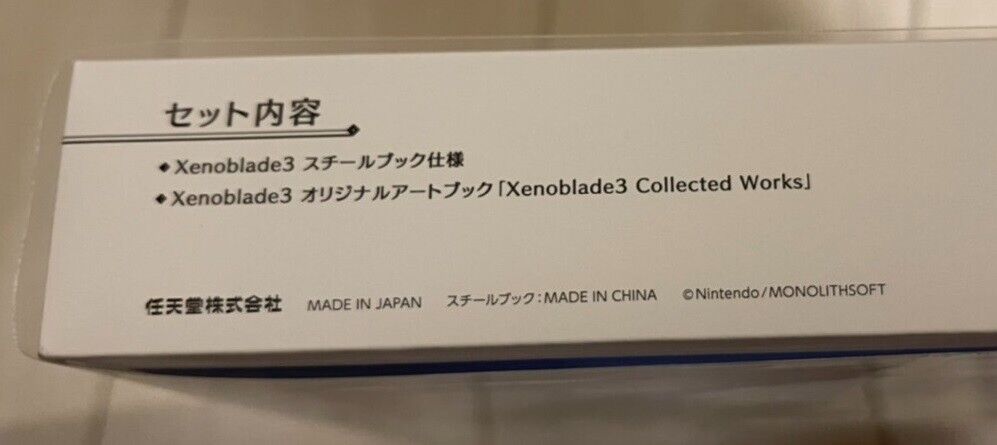 セット内容
◆Xenoblade3 スチールブック仕様
◆Xenoblade3 オリジナルアートブック「Xenoblade3 Collected Works」
任天堂株式会社 MADE IN JAPAN スチールブック:MADE IN CHINA ©Nintendo/MONOLITHSOFT